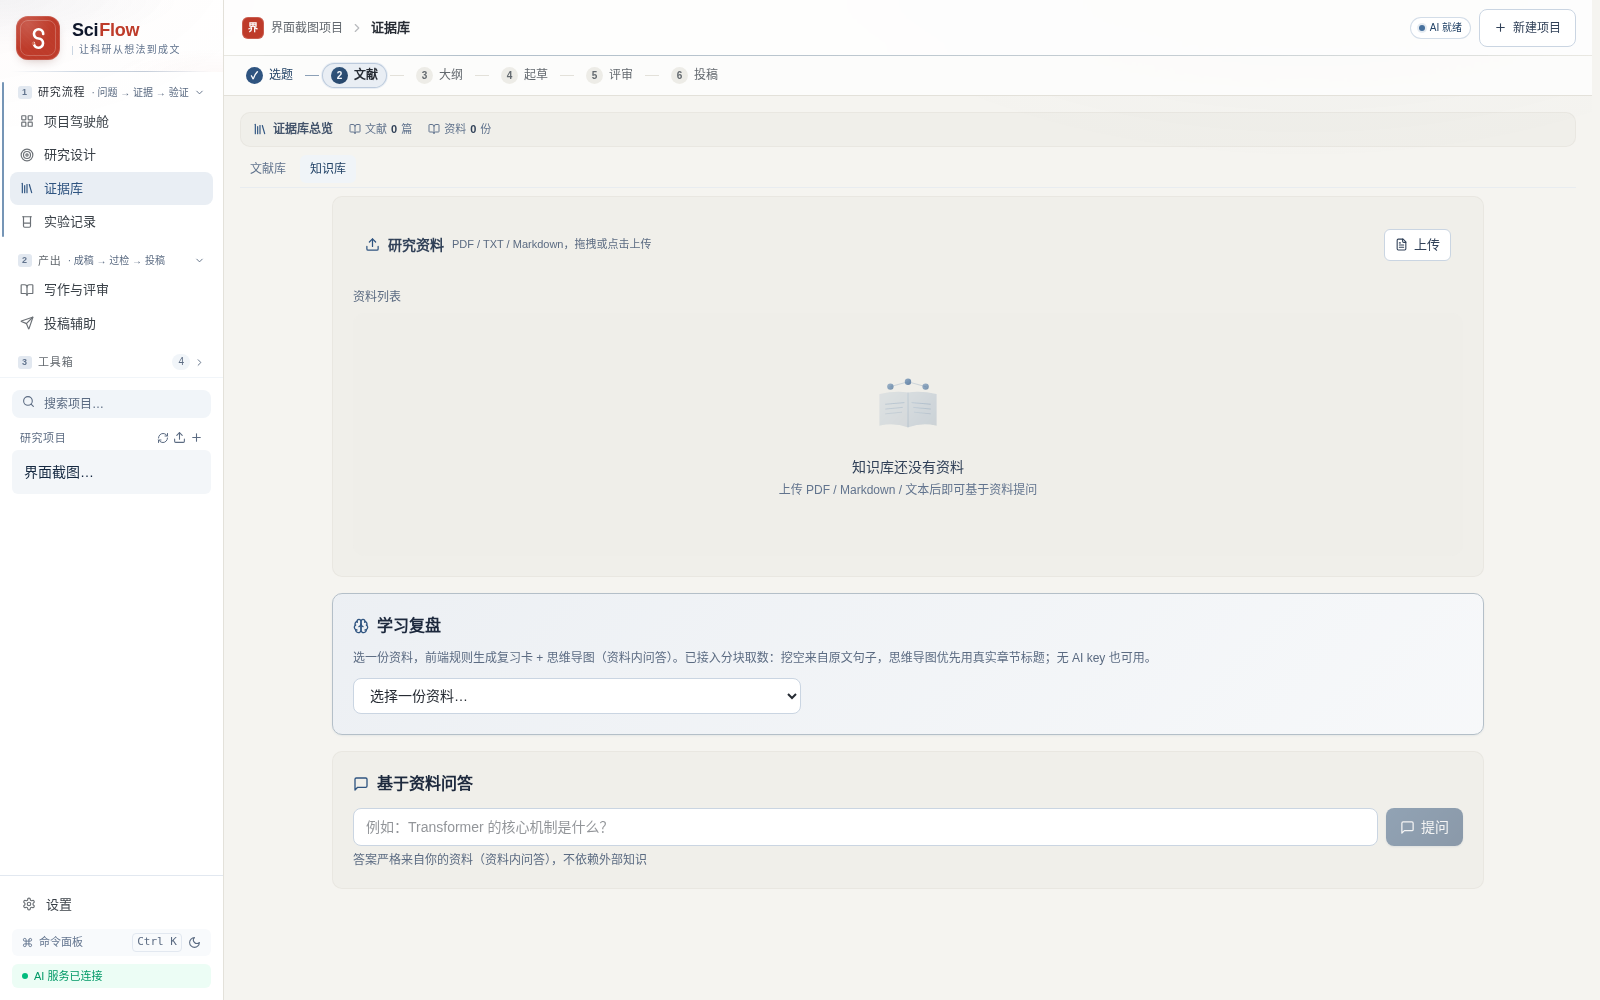 SciFlow
让科研从想法到成文
1 研究流程 · 问题 → 证据 → 验证
项目驾驶舱
研究设计
证据库
实验记录
2 产出 · 成稿 → 过检 → 投稿
写作与评审
投稿辅助
3 工具箱 4
搜索项目…
研究项目
界面截图…
设置
⌘ 命令面板 Ctrl K
AI 服务已连接
界 界面截图项目 > 证据库
AI 就绪
+ 新建项目
✓ 选题 — 2 文献 — 3 大纲 — 4 起草 — 5 评审 — 6 投稿
证据库总览 文献 0 篇 资料 0 份
文献库 知识库
研究资料 PDF / TXT / Markdown，拖拽或点击上传
上传
资料列表
知识库还没有资料
上传 PDF / Markdown / 文本后即可基于资料提问
学习复盘
选一份资料，前端规则生成复习卡 + 思维导图（资料内问答）。已接入分块取数：挖空来自原文句子，思维导图优先用真实章节标题；无 AI key 也可用。
选择一份资料…
基于资料问答
例如：Transformer 的核心机制是什么？
提问
答案严格来自你的资料（资料内问答），不依赖外部知识